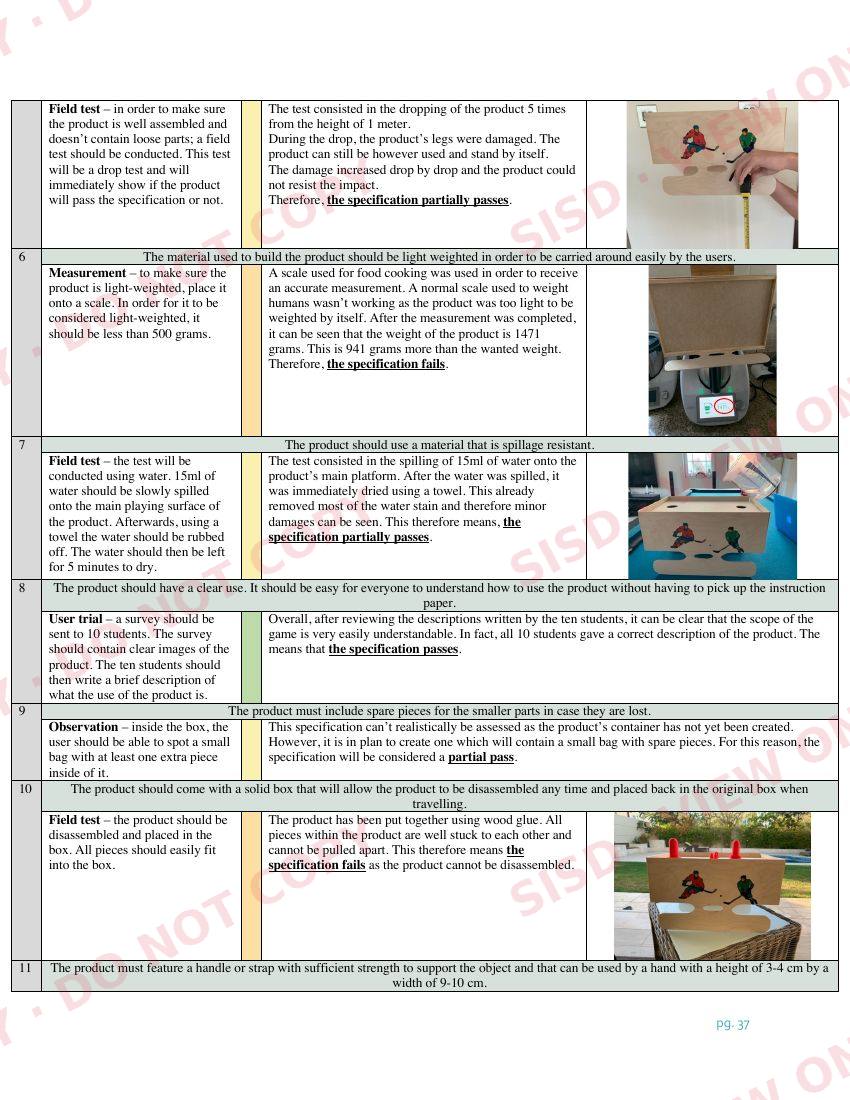 Field test – in order to make sure
the product is well assembled and
doesn't contain loose parts; a field
test should be conducted. This test
will be a drop test and will
immediately show if the product
will pass the specification or not.
The test consisted in the dropping of the product 5 times
from the height of 1 meter.
During the drop, the product's legs were damaged. The
product can still be however used and stand by itself.
The damage increased drop by drop and the product could
not resist the impact.
Therefore, the specification partially passes.
6
The material used to build the product should be light weighted in order to be carried around easily by the users.
Measurement – to make sure the
product is light-weighted, place it
onto a scale. In order for it to be
considered light-weighted, it
should be less than 500 grams.
A scale used for food cooking was used in order to receive
an accurate measurement. A normal scale used to weight
humans wasn't working as the product was too light to be
weighted by itself. After the measurement was completed,
it can be seen that the weight of the product is 1471
grams. This is 941 grams more than the wanted weight.
Therefore, the specification fails.
7
The product should use a material that is spillage resistant.
Field test – the test will be
conducted using water. 15ml of
water should be slowly spilled
onto the main playing surface of
the product. Afterwards, using a
towel the water should be rubbed
off. The water should then be left
for 5 minutes to dry.
The test consisted in the spilling of 15ml of water onto the
product's main platform. After the water was spilled, it
was immediately dried using a towel. This already
removed most of the water stain and therefore minor
damages can be seen. This therefore means, the
specification partially passes.
8
The product should have a clear use. It should be easy for everyone to understand how to use the product without having to pick up the instruction
paper.
User trial – a survey should be
sent to 10 students. The survey
should contain clear images of the
product. The ten students should
then write a brief description of
what the use of the product is.
Overall, after reviewing the descriptions written by the ten students, it can be clear that the scope of the
game is very easily understandable. In fact, all 10 students gave a correct description of the product. The
means that the specification passes.
9
The product must include spare pieces for the smaller parts in case they are lost.
Observation – inside the box, the
user should be able to spot a small
bag with at least one extra piece
inside of it.
This specification can't realistically be assessed as the product's container has not yet been created.
However, it is in plan to create one which will contain a small bag with spare pieces. For this reason, the
specification will be considered a partial pass.
10
The product should come with a solid box that will allow the product to be disassembled any time and placed back in the original box when
travelling.
Field test – the product should be
disassembled and placed in the
box. All pieces should easily fit
into the box.
The product has been put together using wood glue. All
pieces within the product are well stuck to each other and
cannot be pulled apart. This therefore means the
specification fails as the product cannot be disassembled.
11
The product must feature a handle or strap with sufficient strength to support the object and that can be used by a hand with a height of 3-4 cm by a
width of 9-10 cm.
pg. 37
SISD · VIEW ON
Y · DO NOT COPY
SISD · VIEW ON
Y · DO NOT COPY
SISD · VIEW ON
Y · DO NOT COPY